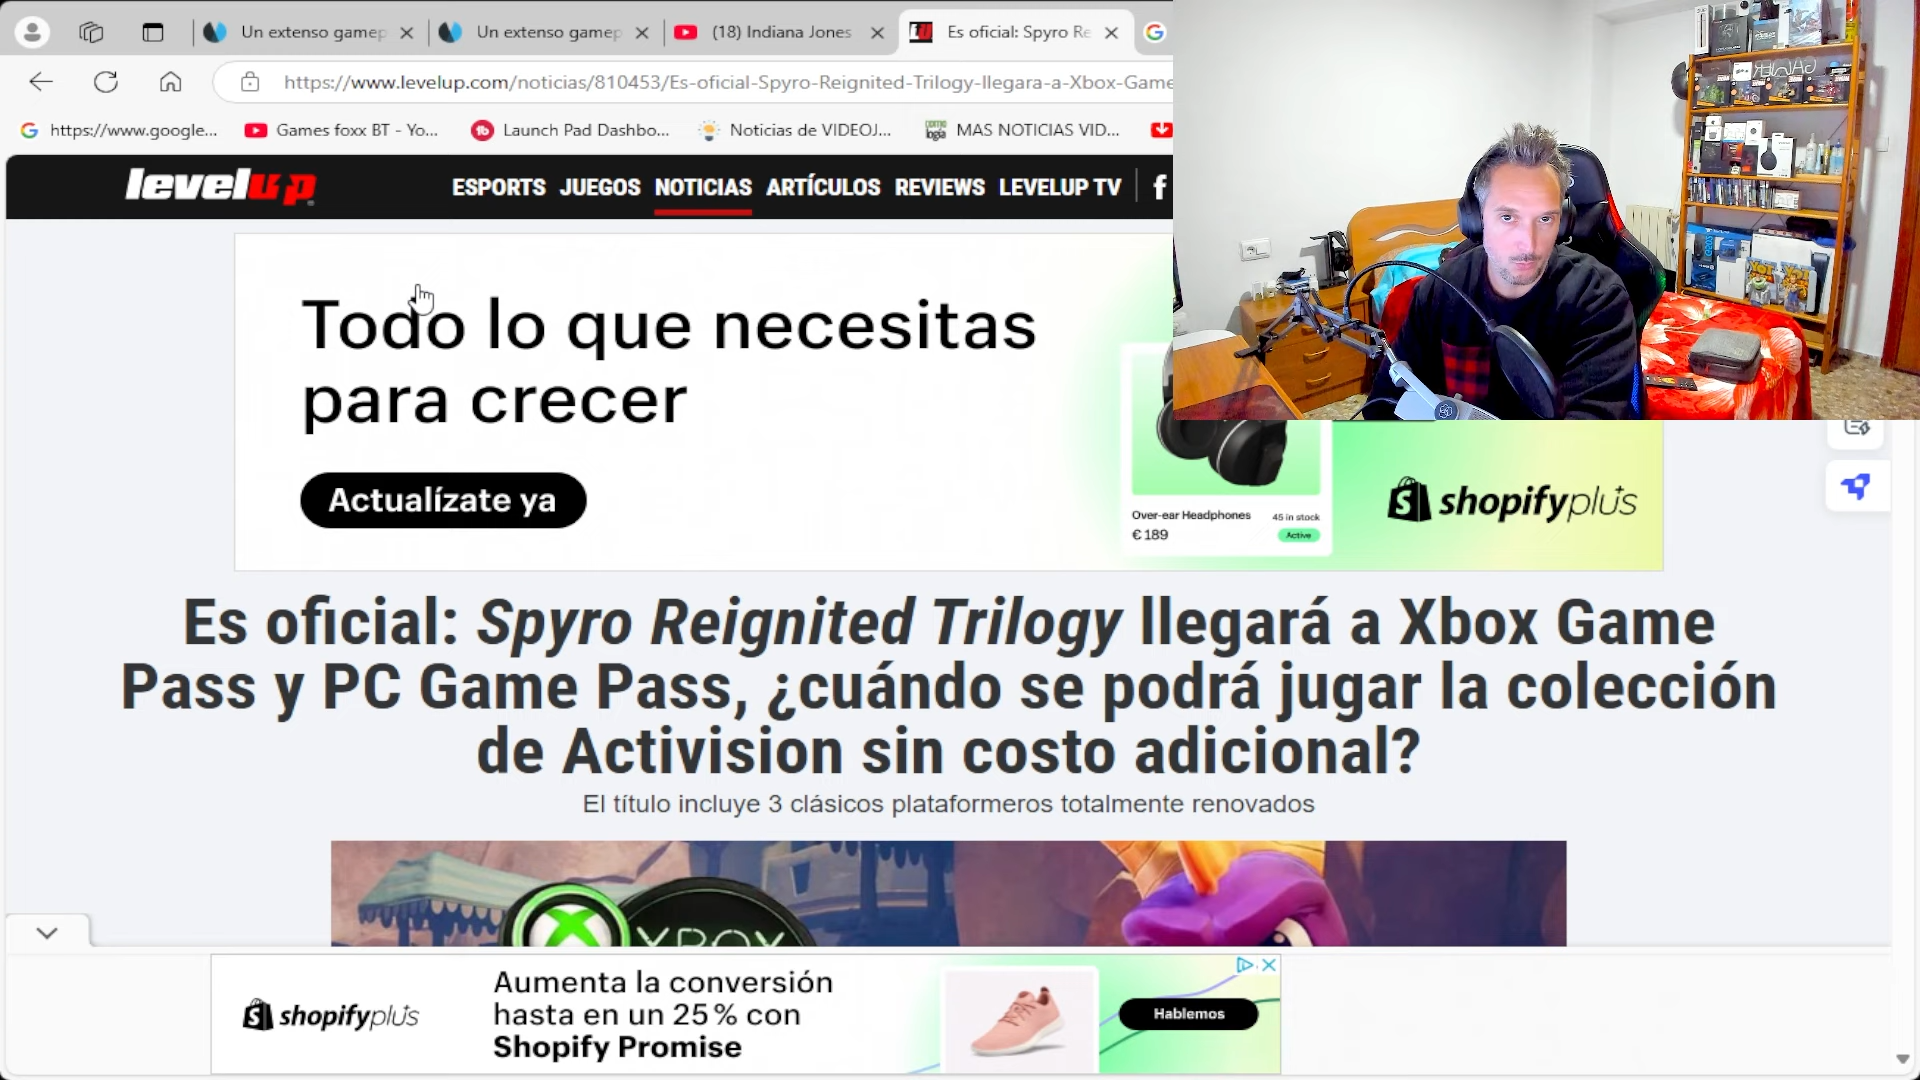 Un extenso gamep
Un extenso gamep
(18) Indiana Jones
Es oficial: Spyro Re
https://www.levelup.com/noticias/810453/Es-oficial-Spyro-Reignited-Trilogy-llegara-a-Xbox-Game
https://www.google...
Games foxx BT - Yo...
Launch Pad Dashbo...
Noticias de VIDEOJ...
MAS NOTICIAS VID...
levelup
ESPORTS JUEGOS NOTICIAS ARTÍCULOS REVIEWS LEVELUP TV
Todo lo que necesitas
para crecer
Actualízate ya
Over-ear Headphones
45 in stock
€ 189
Active
shopifyplus
Es oficial: Spyro Reignited Trilogy llegará a Xbox Game
Pass y PC Game Pass, ¿cuándo se podrá jugar la colección
de Activision sin costo adicional?
El título incluye 3 clásicos plataformeros totalmente renovados
XBOX
shopifyplus
Aumenta la conversión
hasta en un 25 % con
Shopify Promise
Hablemos